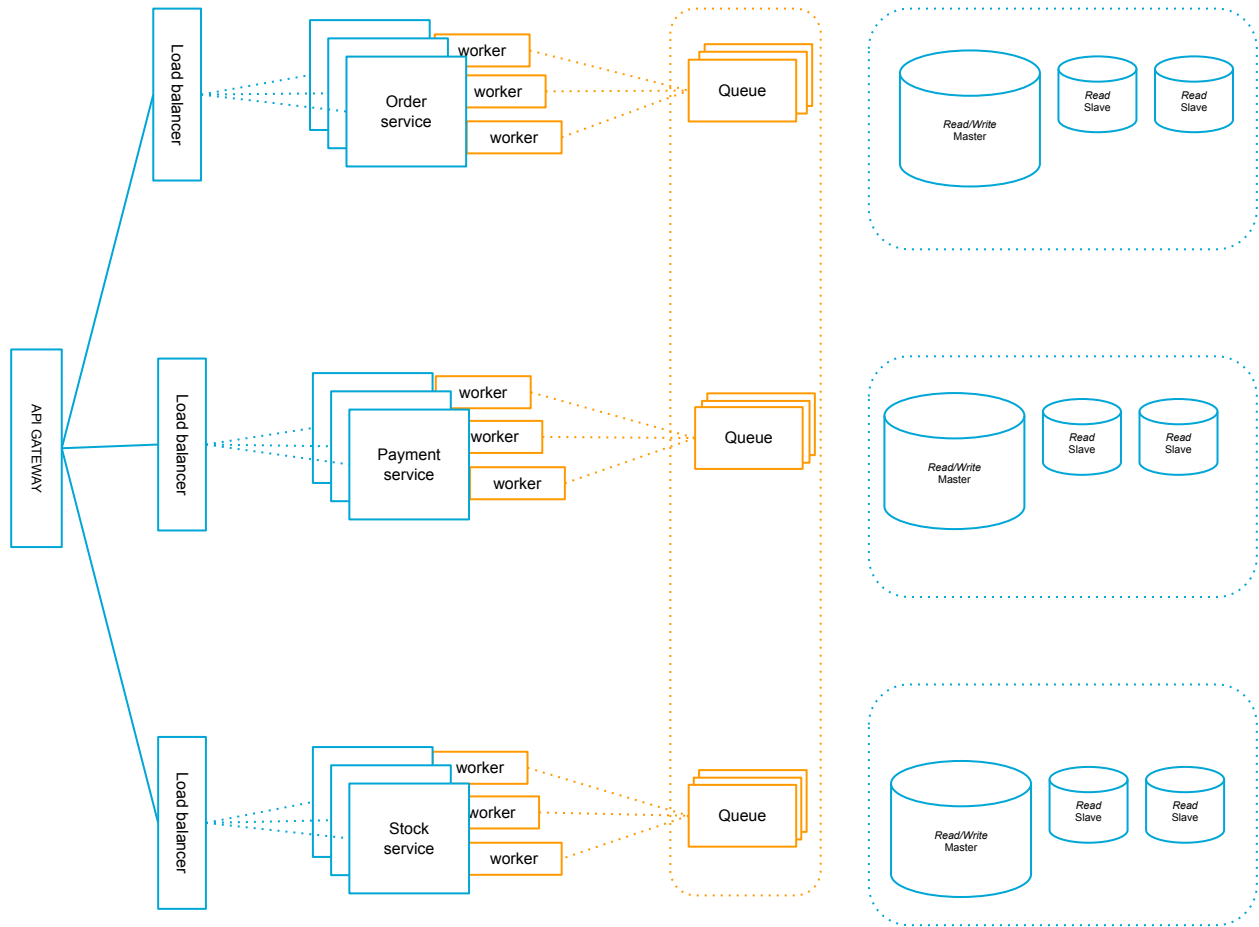 API GATEWAY
Load balancer
Order
service
worker
worker
worker
Queue
Read/Write
Master
Read
Slave
Read
Slave
Load balancer
Payment
service
worker
worker
worker
Queue
Read/Write
Master
Read
Slave
Read
Slave
Load balancer
Stock
service
worker
worker
worker
Queue
Read/Write
Master
Read
Slave
Read
Slave